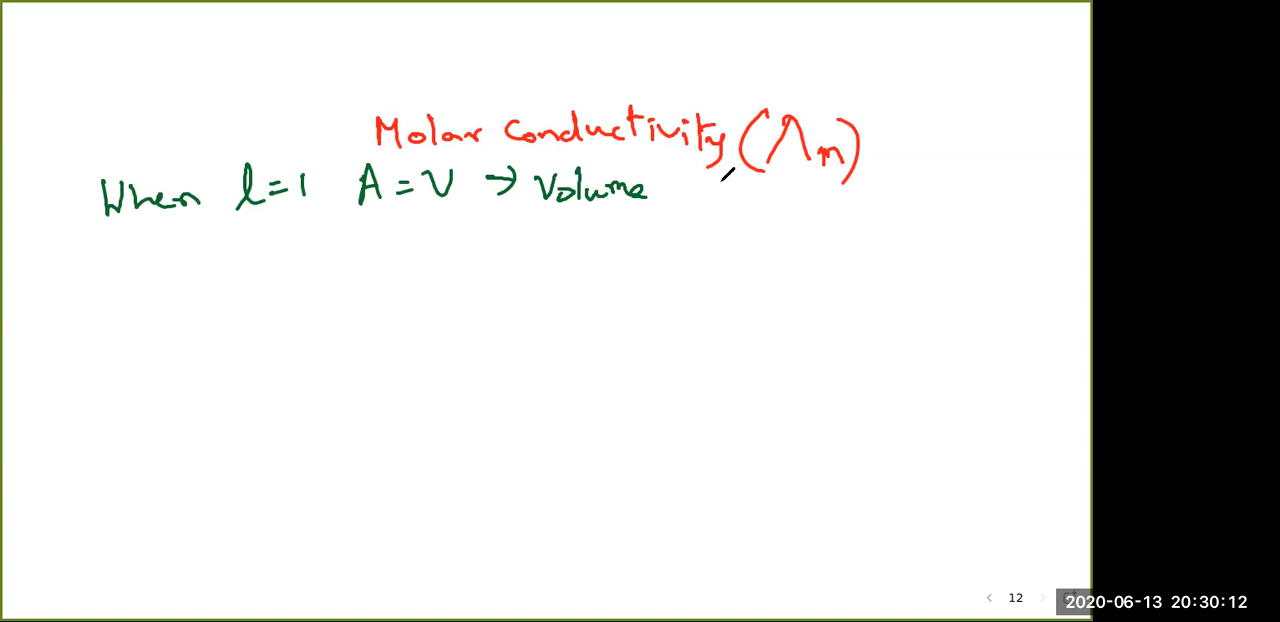 Molar Conductivity (Λm)
When l = 1 A = V → Volume
12
2020-06-13 20:30:12